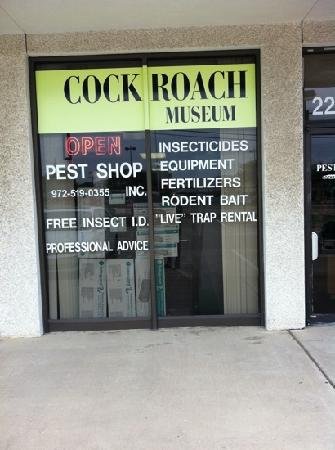 COCK ROACH
MUSEUM
OPEN
PEST SHOP
972-519-0355 INC.
FREE INSECT I.D.
PROFESSIONAL ADVICE
INSECTICIDES
EQUIPMENT
FERTILIZERS
RODENT BAIT
"LIVE" TRAP RENTAL
22
PEST